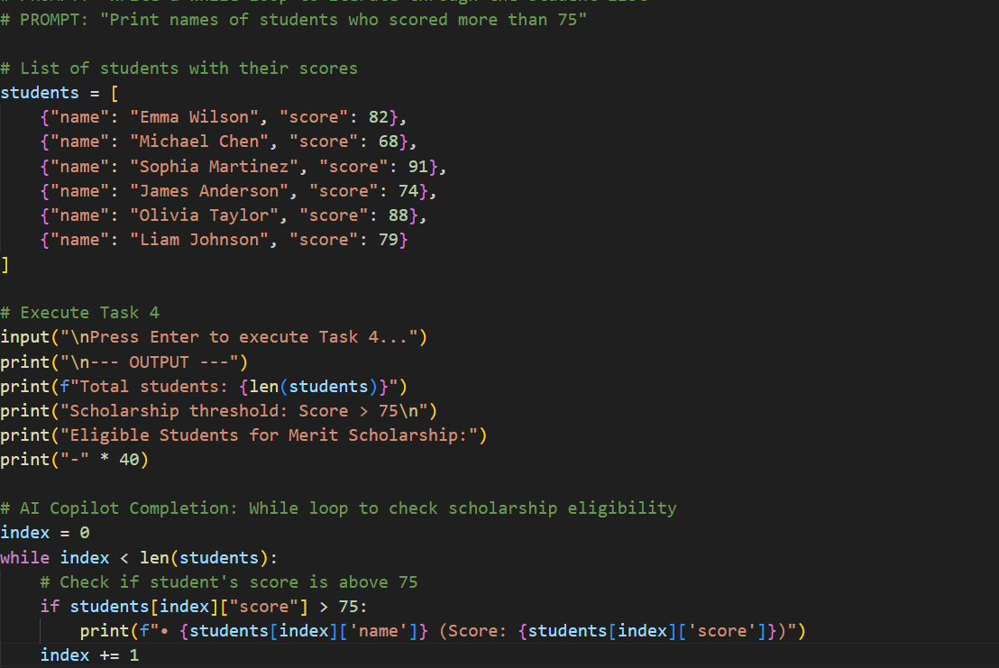 # PROMPT: "Print names of students who scored more than 75"
# List of students with their scores
students = [
    {"name": "Emma Wilson", "score": 82},
    {"name": "Michael Chen", "score": 68},
    {"name": "Sophia Martinez", "score": 91},
    {"name": "James Anderson", "score": 74},
    {"name": "Olivia Taylor", "score": 88},
    {"name": "Liam Johnson", "score": 79}
]
# Execute Task 4
input("\nPress Enter to execute Task 4...")
print("\n--- OUTPUT ---")
print(f"Total students: {len(students)}")
print("Scholarship threshold: Score > 75\n")
print("Eligible Students for Merit Scholarship:")
print("-" * 40)
# AI Copilot Completion: While loop to check scholarship eligibility
index = 0
while index < len(students):
    # Check if student's score is above 75
    if students[index]["score"] > 75:
        print(f"• {students[index]['name']} (Score: {students[index]['score']})")
    index += 1